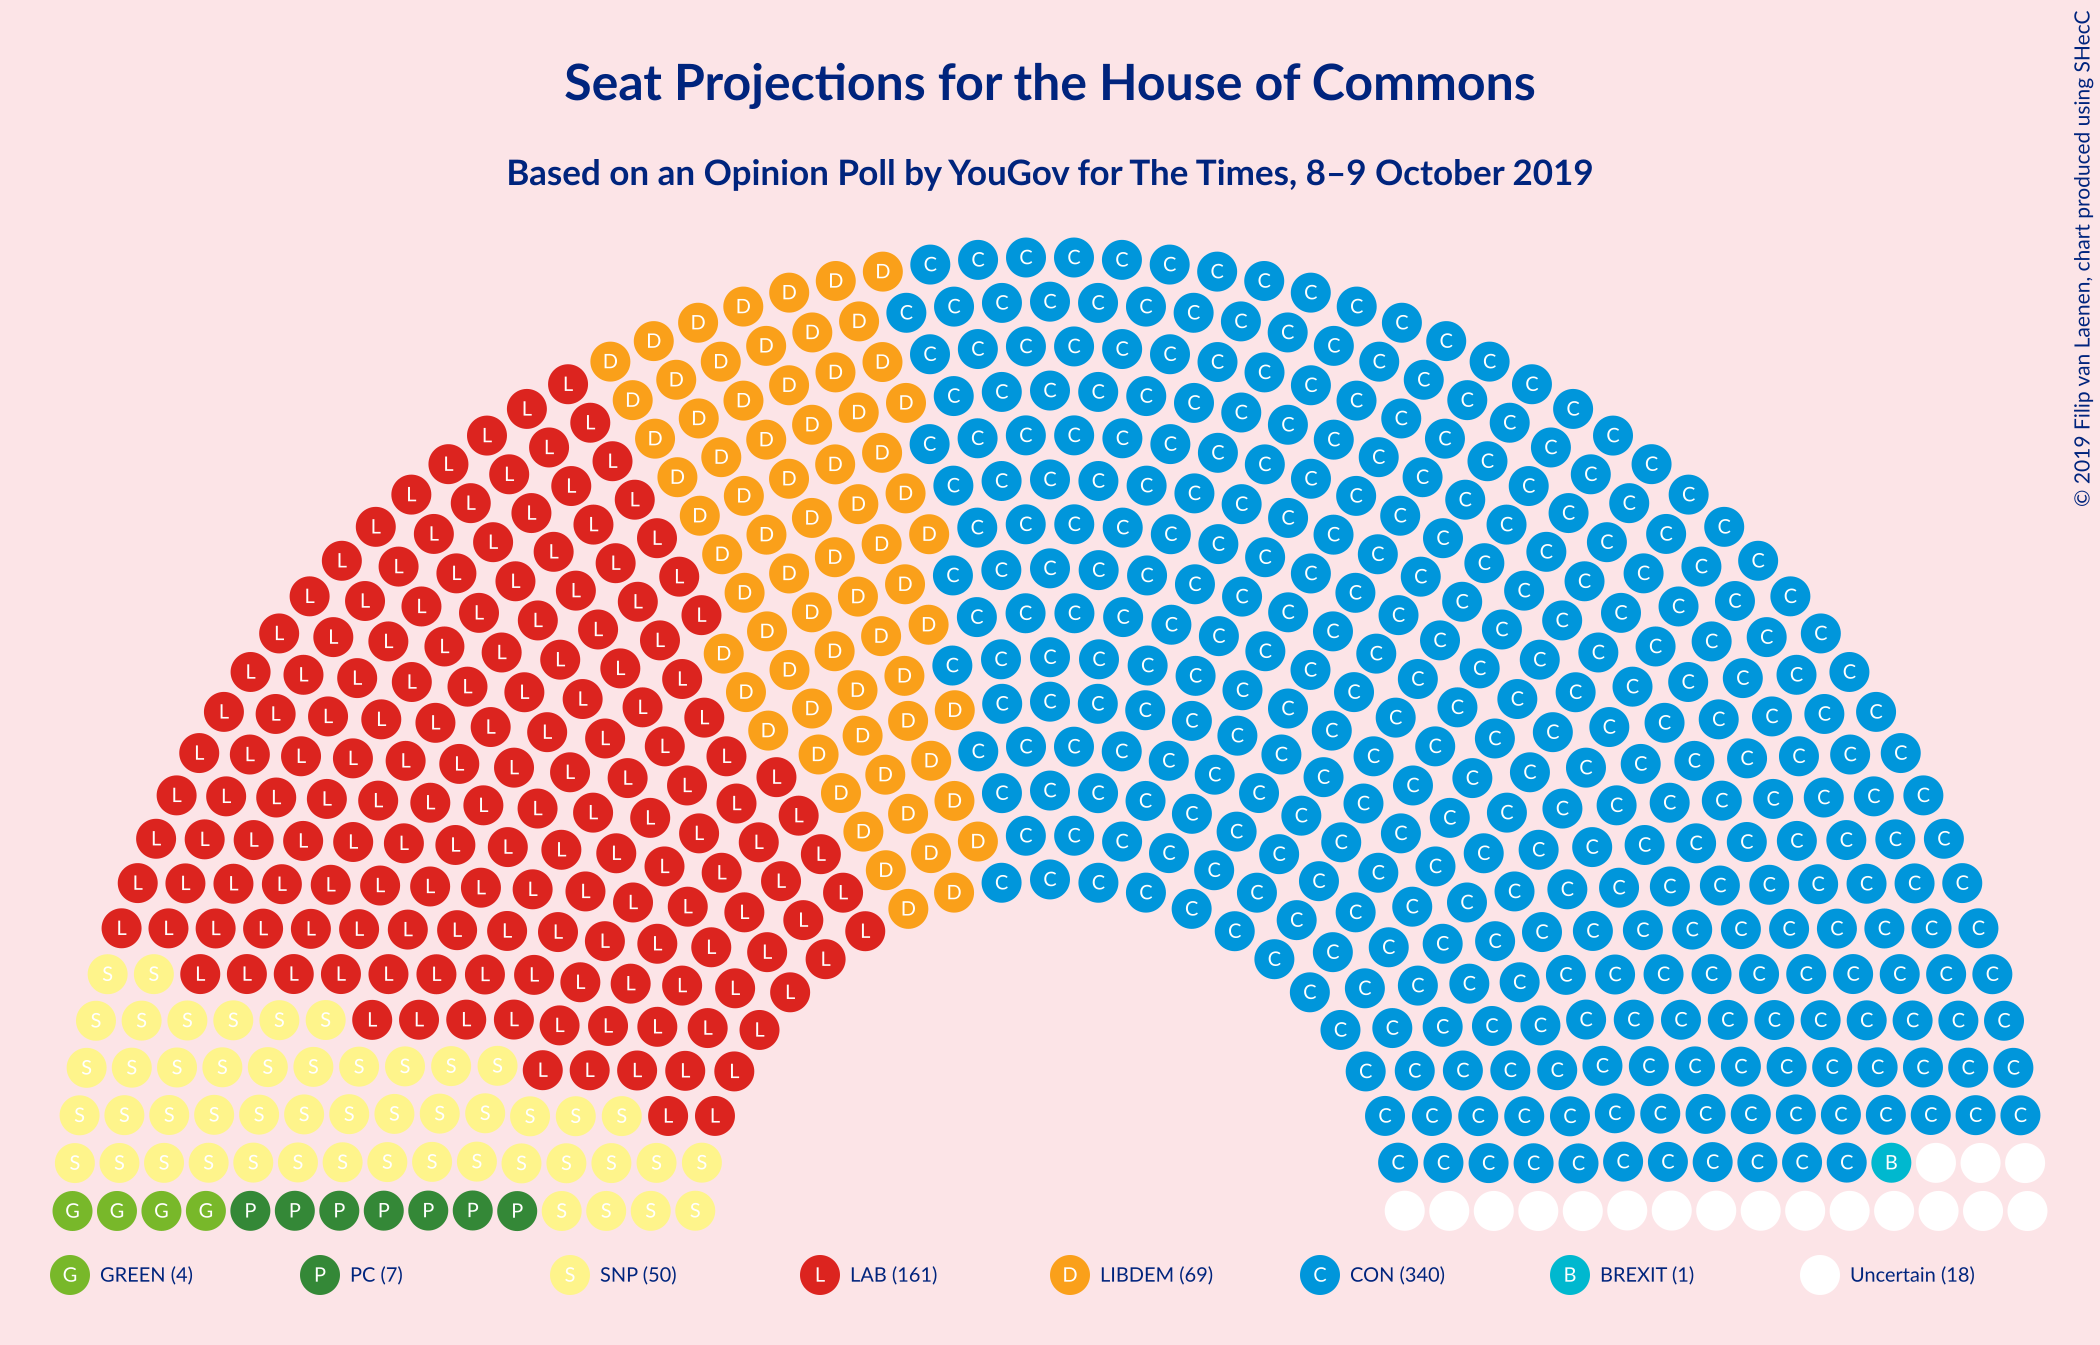 Seat Projections for the House of Commons
Based on an Opinion Poll by YouGov for The Times, 8–9 October 2019
© 2019 Filip van Laenen, chart produced using SHecC
G GREEN (4)
P PC (7)
S SNP (50)
L LAB (161)
D LIBDEM (69)
C CON (340)
B BREXIT (1)
Uncertain (18)